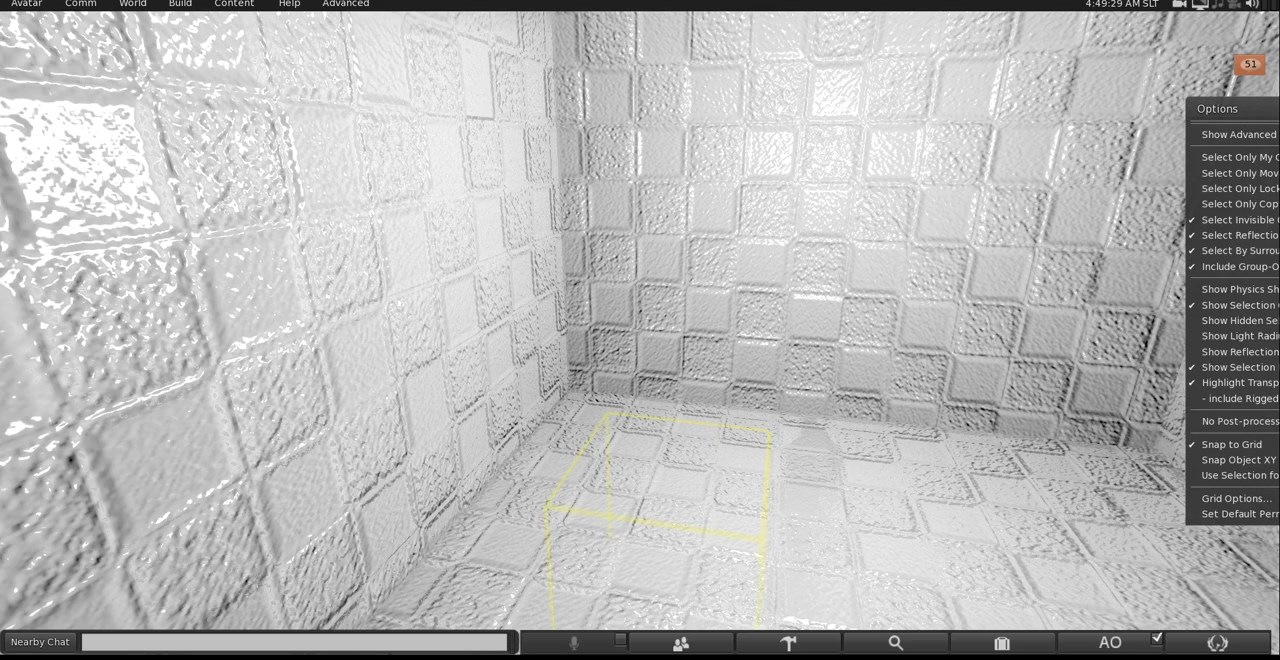 Avatar Comm World Build Content Help Advanced 4:49:29 AM SLT
51
Options
Show Advanced
Select Only My
Select Only Mov
Select Only Lock
Select Only Cop
Select Invisible
Select Reflectio
Select By Surrou
Include Group-O
Show Physics Sh
Show Selection
Show Hidden Se
Show Light Radi
Show Reflection
Show Selection
Highlight Transp
- include Rigged
No Post-process
Snap to Grid
Snap Object XY
Use Selection fo
Grid Options...
Set Default Perr
Nearby Chat AO